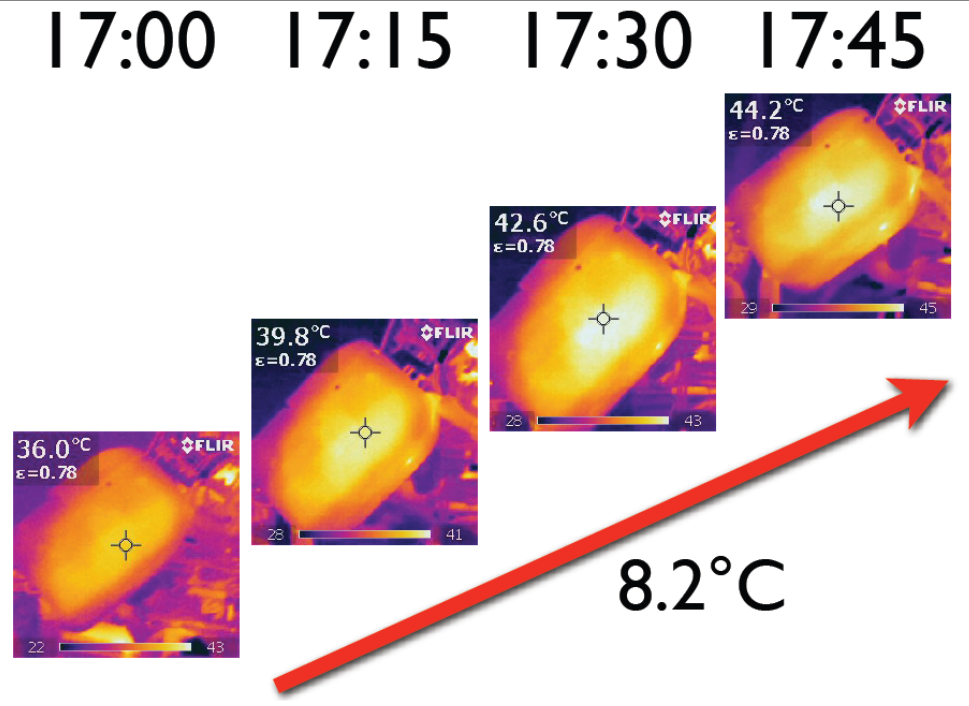 17:00 17:15 17:30 17:45
44.2°C
ε=0.78
FLIR
29 45
42.6°C
ε=0.78
FLIR
28 43
39.8°C
ε=0.78
FLIR
28 41
36.0°C
ε=0.78
FLIR
22 43
8.2°C